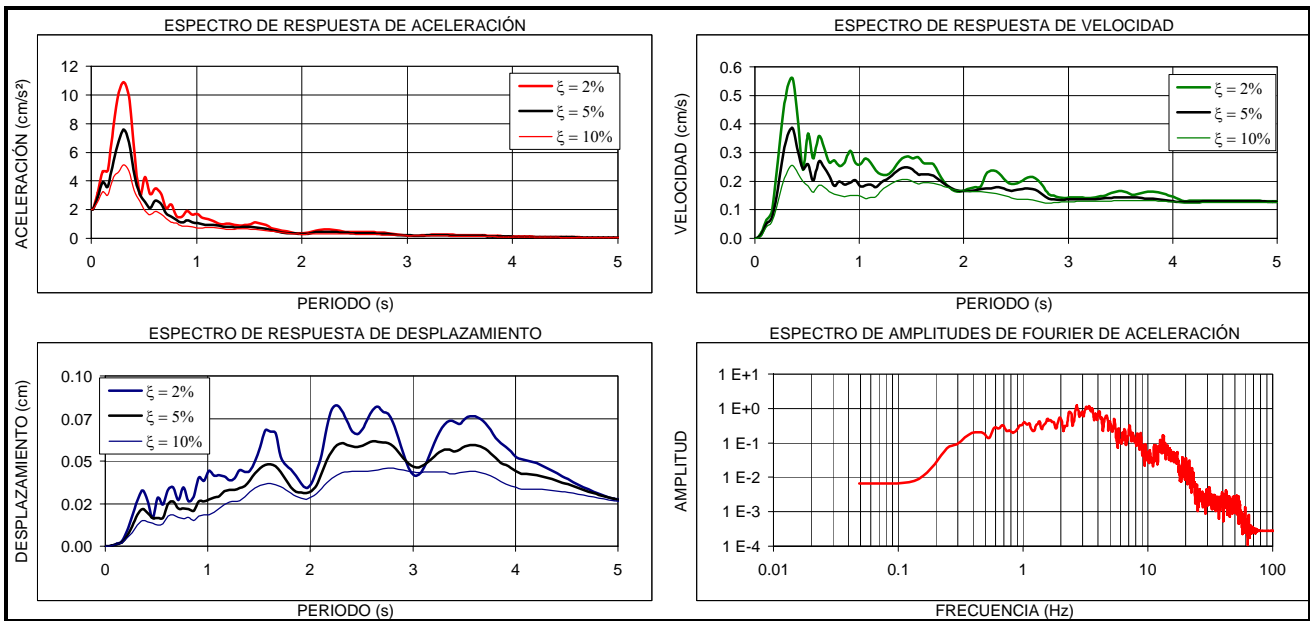 ESPECTRO DE RESPUESTA DE ACELERACIÓN
ACELERACIÓN (cm/s²)
12
10
8
6
4
2
0
0 1 2 3 4 5
PERIODO (s)
ξ = 2%
ξ = 5%
ξ = 10%
ESPECTRO DE RESPUESTA DE VELOCIDAD
VELOCIDAD (cm/s)
0.6
0.5
0.4
0.3
0.2
0.1
0.0
0 1 2 3 4 5
PERIODO (s)
ξ = 2%
ξ = 5%
ξ = 10%
ESPECTRO DE RESPUESTA DE DESPLAZAMIENTO
DESPLAZAMIENTO (cm)
0.10
0.07
0.05
0.02
0.00
0 1 2 3 4 5
PERIODO (s)
ξ = 2%
ξ = 5%
ξ = 10%
ESPECTRO DE AMPLITUDES DE FOURIER DE ACELERACIÓN
AMPLITUD
1 E+1
1 E+0
1 E-1
1 E-2
1 E-3
1 E-4
0.01 0.1 1 10 100
FRECUENCIA (Hz)